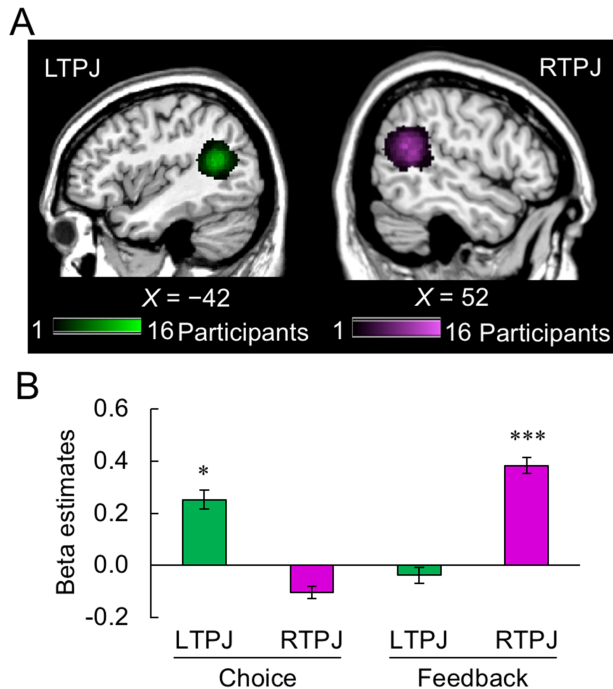 A
LTPJ RTPJ
X = −42 X = 52
1 16 Participants 1 16 Participants
B
Beta estimates
0.6
0.4
0.2
0.0
-0.2
* ***
LTPJ RTPJ LTPJ RTPJ
Choice Feedback